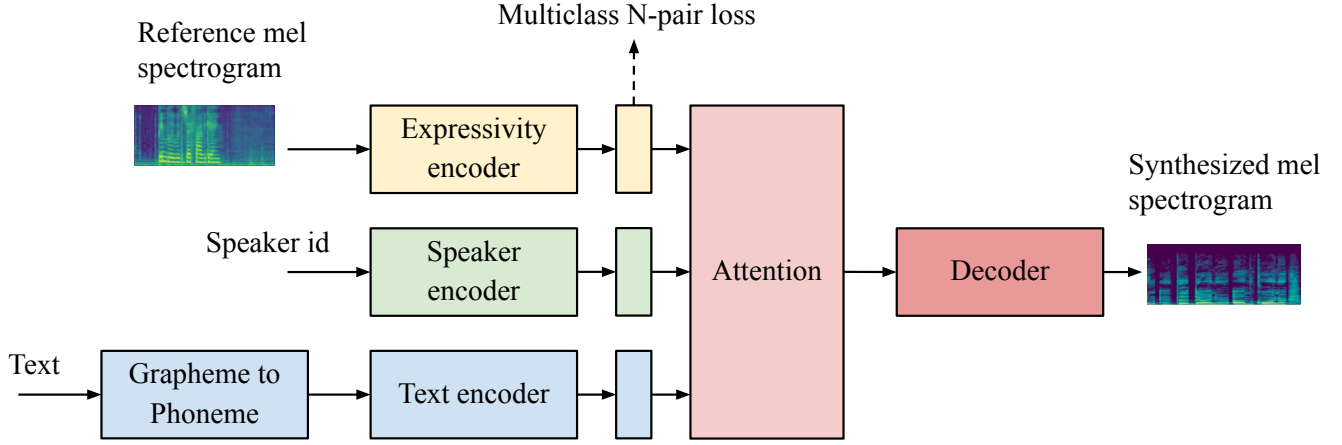 Multiclass N-pair loss
Reference mel
spectrogram
Expressivity
encoder
Synthesized mel
spectrogram
Speaker id
Speaker
encoder
Attention
Decoder
Text
Grapheme to
Phoneme
Text encoder